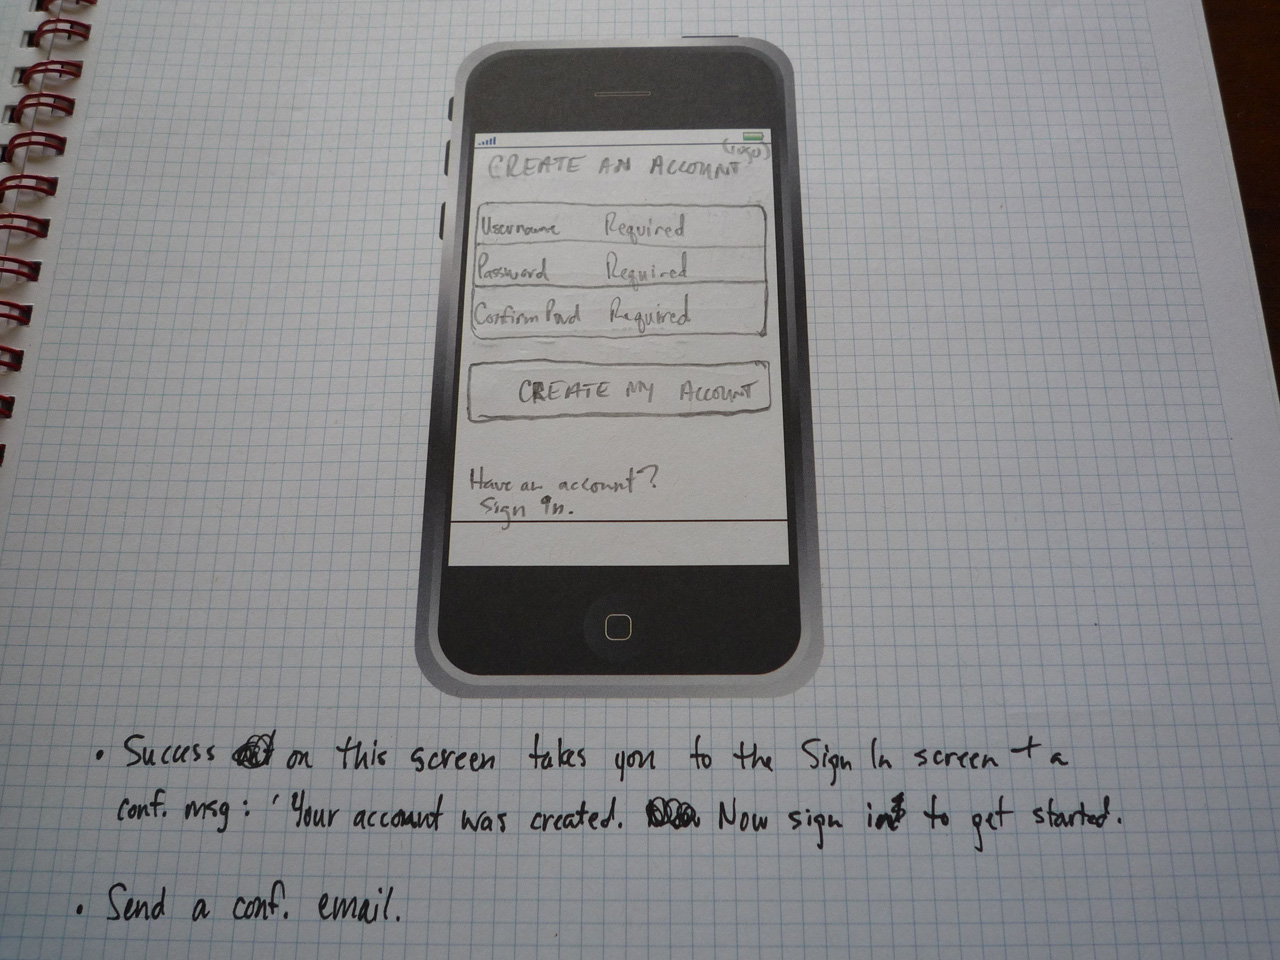 (logo)
CREATE AN ACCOUNT
Username Required
Password Required
Confirm Pwd Required
CREATE MY ACCOUNT
Have an account?
Sign In.
• Success on this screen takes you to the Sign In screen + a
conf. msg: 'Your account was created. Now sign in to get started.
• Send a conf. email.